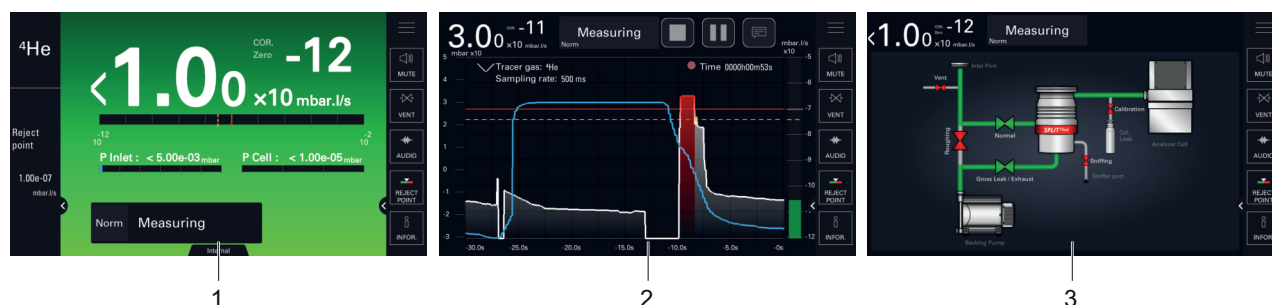 ⁴He
Reject
point
1.00e-07
mbar.l/s
<1.00 COR. Zero -12
×10 mbar.l/s
-12
10
-2
10
P Inlet : < 5.00e-03 mbar
P Cell : < 1.00e-05 mbar
Norm Measuring
Internal
MUTE
VENT
AUDIO
REJECT
POINT
INFOR.
1
3.00 COR. -11
×10 mbar.l/s
Measuring
Norm
mbar x10
mbar.l/s
x10
Tracer gas: ⁴He
Sampling rate: 500 ms
Time 0000h00m53s
5
4
3
2
1
0
-1
-2
-3
-5
-6
-7
-8
-9
-10
-11
-12
-30.0s -25.0s -20.0s -15.0s -10.0s -5.0s -0s
MUTE
VENT
AUDIO
REJECT
POINT
INFOR.
2
<1.00 COR. Zero -12
×10 mbar.l/s
Measuring
Norm
Inlet Port
Vent
Normal
Roughing
Gross Leak / Exhaust
SPLIT Flow
Calibration
Cal.
Leak
Analyzer Cell
Sniffing
Sniffer port
Backing Pump
MUTE
VENT
AUDIO
REJECT
POINT
INFOR.
3